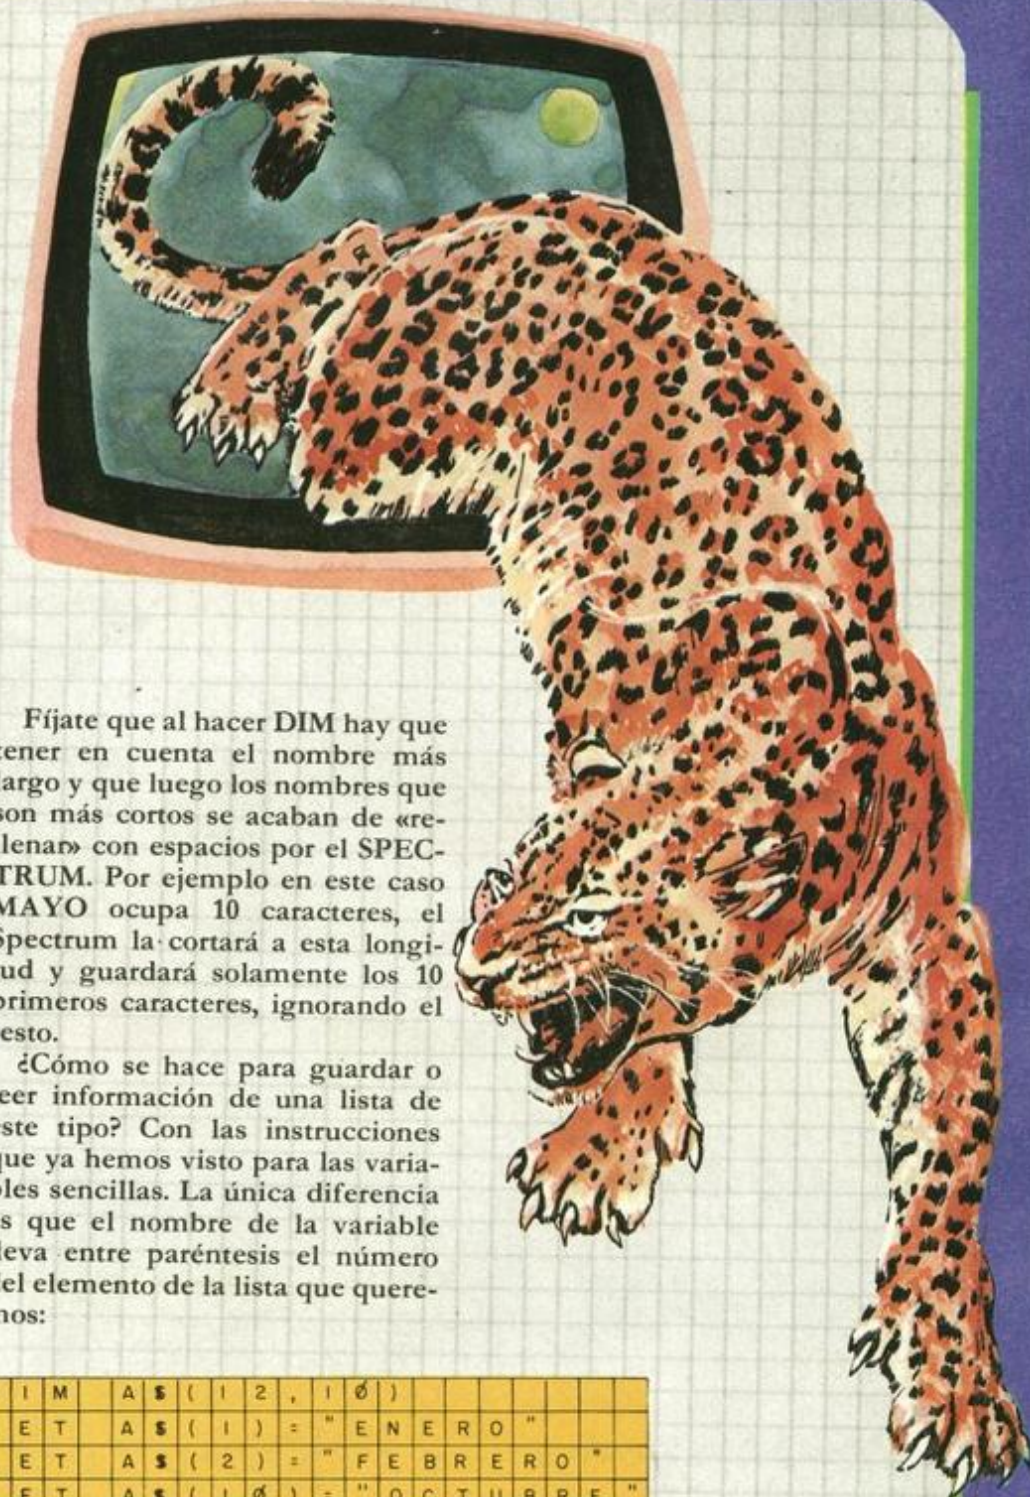 Fíjate que al hacer DIM hay que
tener en cuenta el nombre más
largo y que luego los nombres que
son más cortos se acaban de «re-
llenar» con espacios por el SPEC-
TRUM. Por ejemplo en este caso
MAYO ocupa 10 caracteres, el
Spectrum la cortará a esta longi-
tud y guardará solamente los 10
primeros caracteres, ignorando el
resto.
¿Cómo se hace para guardar o
leer información de una lista de
este tipo? Con las instrucciones
que ya hemos visto para las varia-
bles sencillas. La única diferencia
es que el nombre de la variable
lleva entre paréntesis el número
del elemento de la lista que quere-
mos:
IM A$(12,1Ø)
ET A$(1)="ENERO"
ET A$(2)="FEBRERO"
ET A$(1Ø)="OCTUBRE"